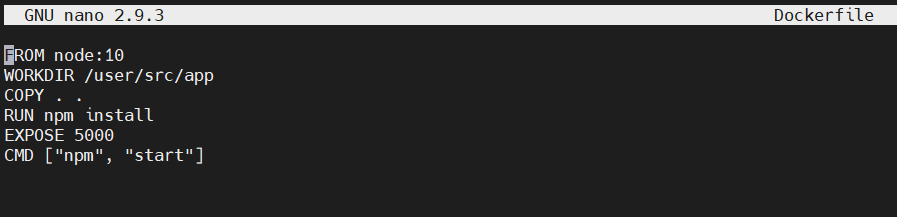 GNU nano 2.9.3 Dockerfile
FROM node:10
WORKDIR /user/src/app
COPY . .
RUN npm install
EXPOSE 5000
CMD ["npm", "start"]